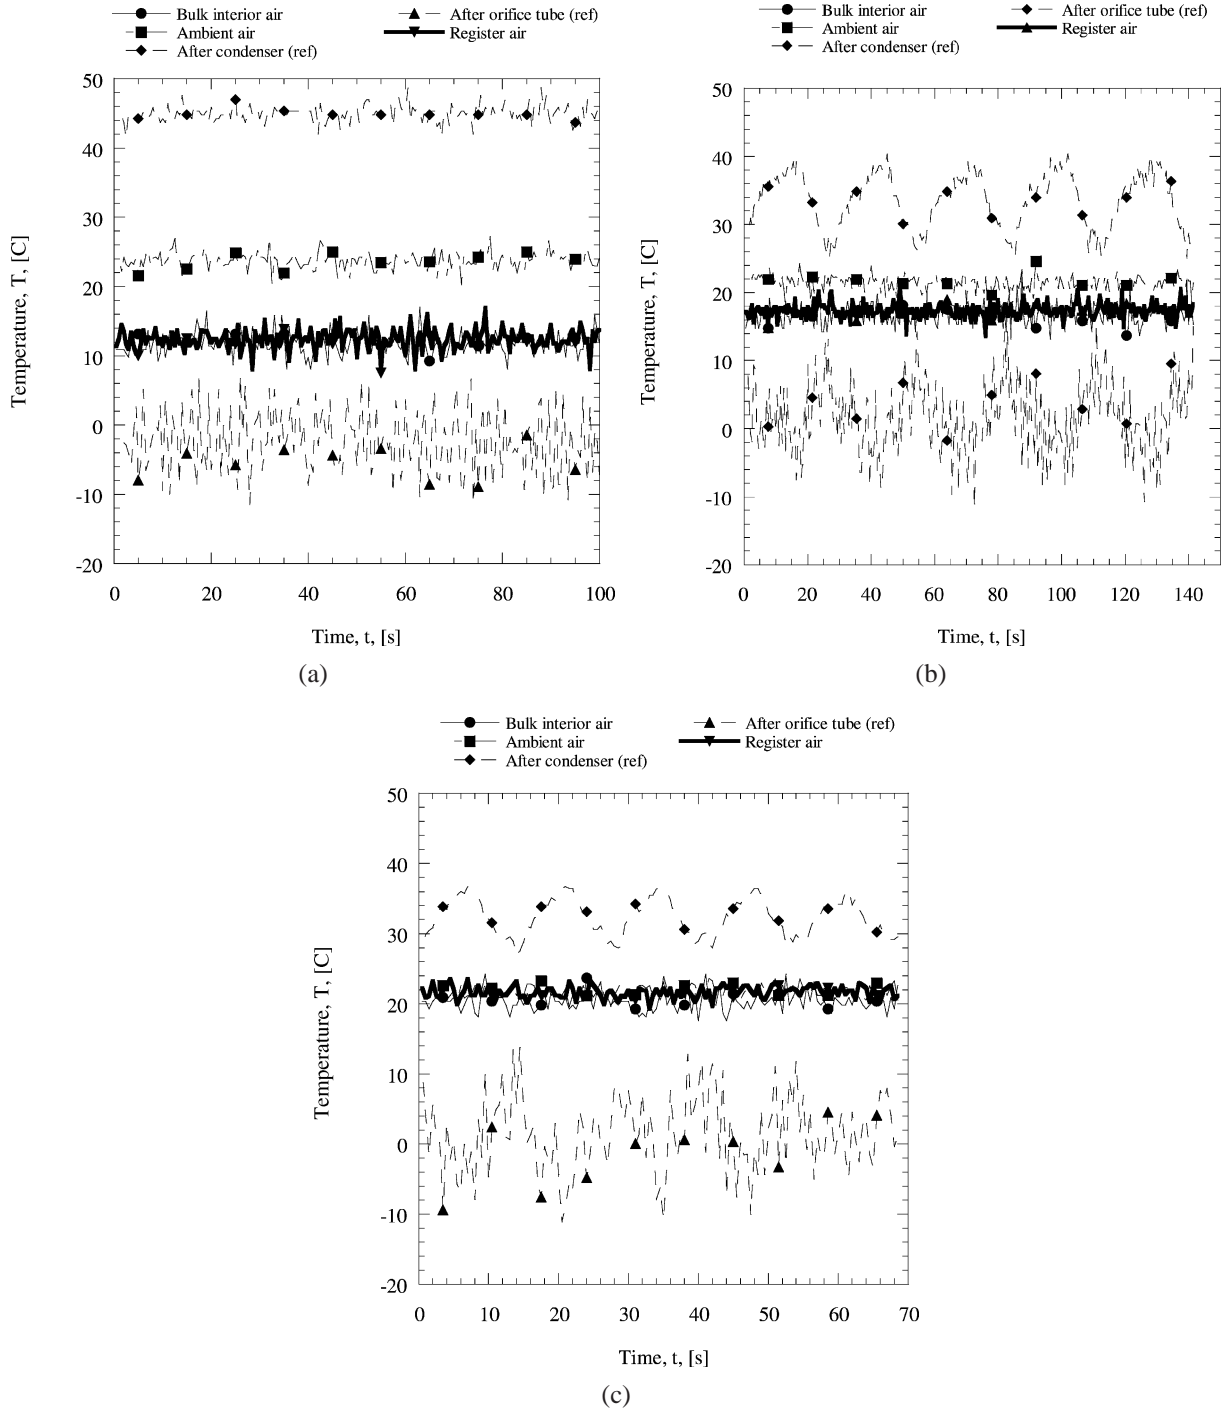 Bulk interior air
Ambient air
After condenser (ref)
After orifice tube (ref)
Register air
50
40
30
20
10
0
-10
-20
Temperature, T, [C]
0 20 40 60 80 100
Time, t, [s]
(a)
Bulk interior air
Ambient air
After condenser (ref)
After orifice tube (ref)
Register air
50
40
30
20
10
0
-10
-20
Temperature, T, [C]
0 20 40 60 80 100 120 140
Time, t, [s]
(b)
Bulk interior air
Ambient air
After condenser (ref)
After orifice tube (ref)
Register air
50
40
30
20
10
0
-10
-20
Temperature, T, [C]
0 10 20 30 40 50 60 70
Time, t, [s]
(c)